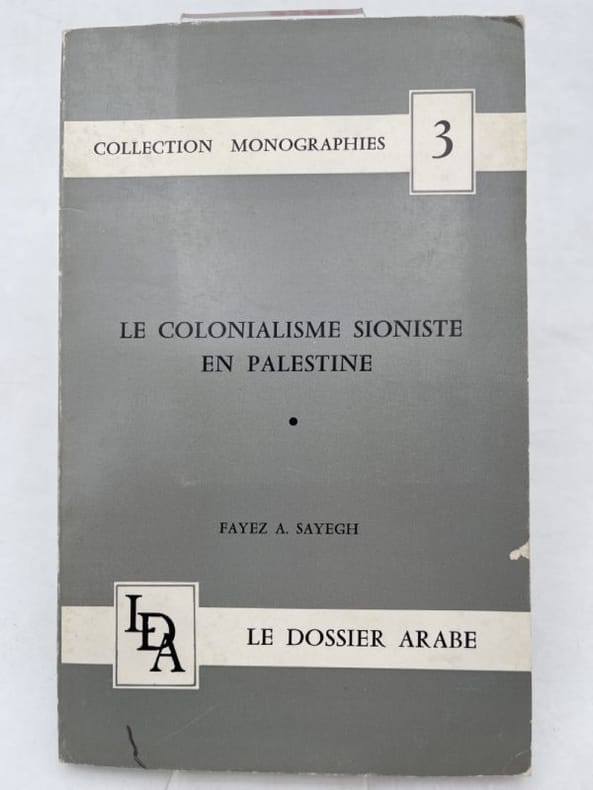 COLLECTION MONOGRAPHIES 3
LE COLONIALISME SIONISTE
EN PALESTINE
•
FAYEZ A. SAYEGH
LDA
LE DOSSIER ARABE